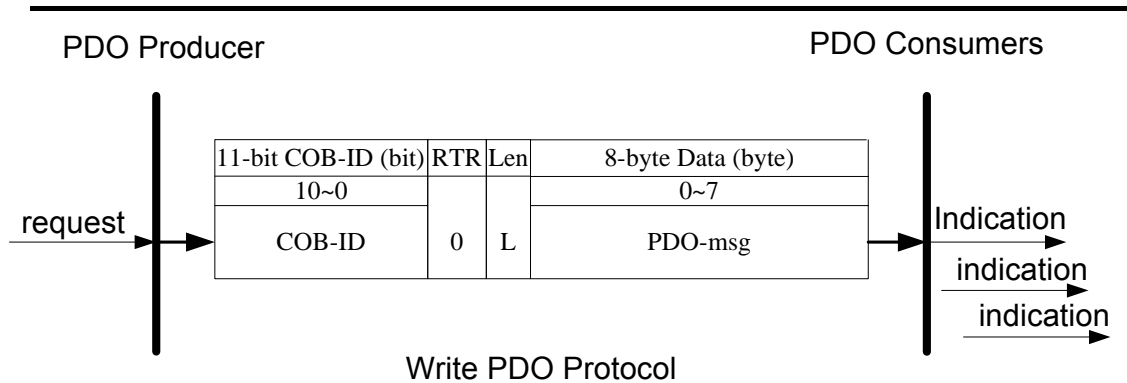 PDO Producer
PDO Consumers
11-bit COB-ID (bit) RTR Len 8-byte Data (byte)
10~0 0~7
request COB-ID 0 L PDO-msg Indication
indication
indication
Write PDO Protocol